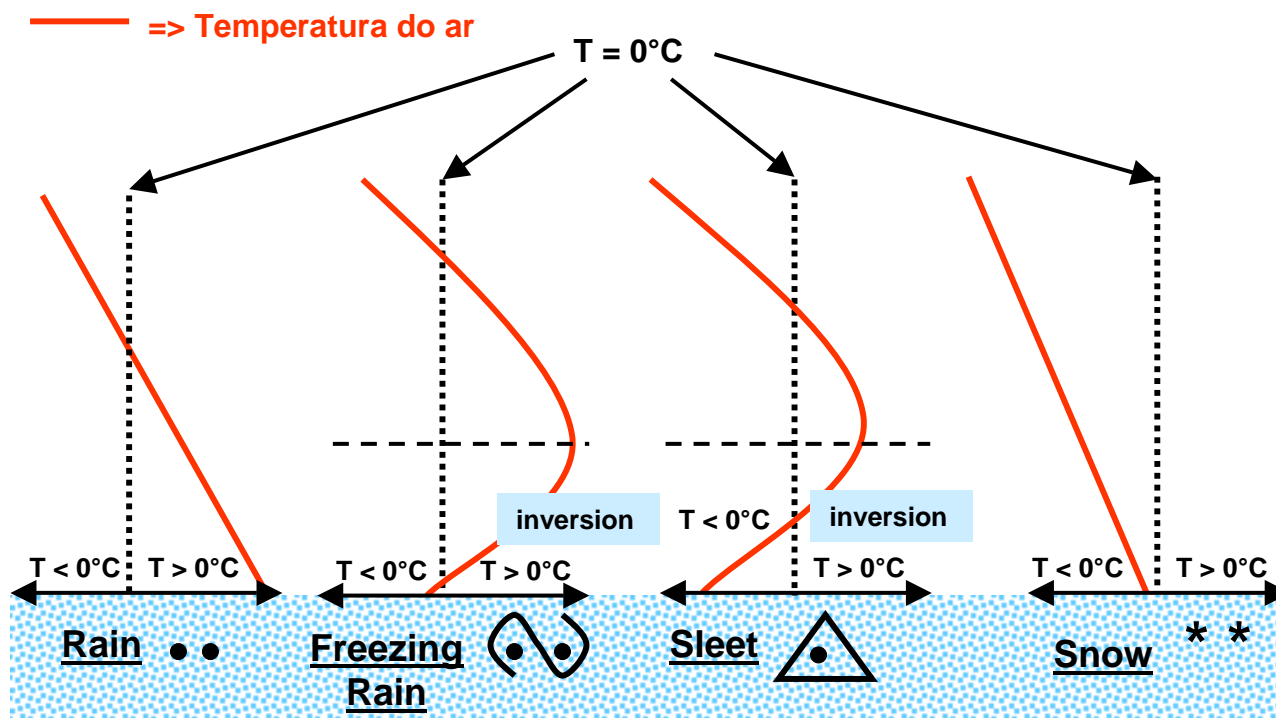 => Temperatura do ar
T = 0°C
inversion
T < 0°C
inversion
T < 0°C
T > 0°C
T < 0°C
T > 0°C
T > 0°C
T < 0°C
T > 0°C
Rain
Freezing
Rain
Sleet
Snow
* *